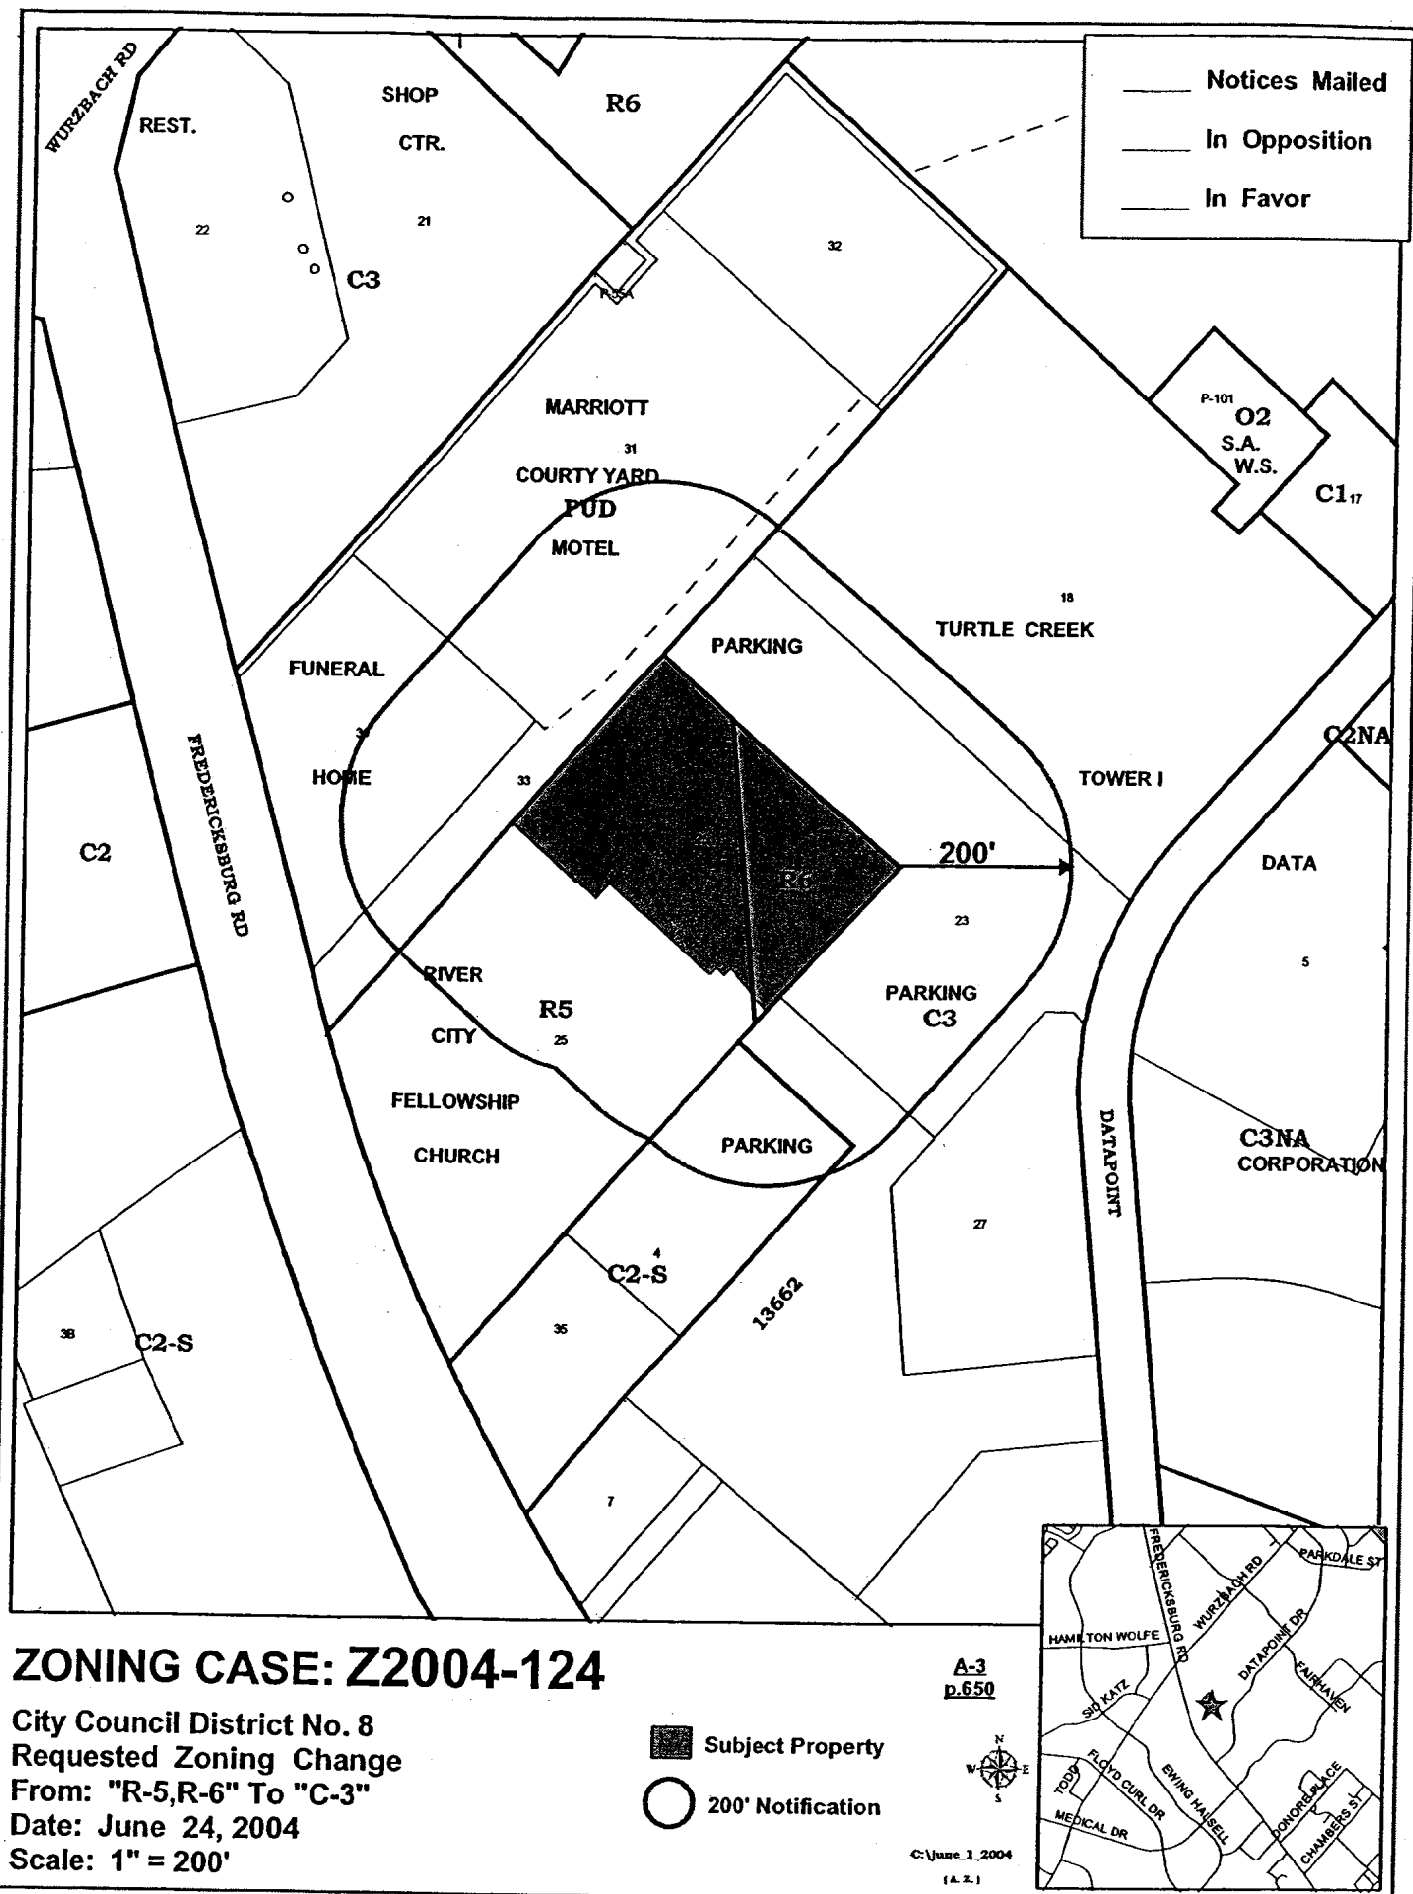 Notices Mailed
In Opposition
In Favor
WURZBACH RD
REST.
SHOP
CTR.
R6
22
21
C3
32
MARRIOTT
31
COURTY YARD
PUD
MOTEL
P-101
O2
S.A.
W.S.
C1 17
18
TURTLE CREEK
TOWER I
PARKING
FUNERAL
HOME
33
FREDERICKSBURG RD
C2
C2NA
DATA
5
200'
R6
23
PARKING
C3
RIVER
CITY
R5
25
FELLOWSHIP
CHURCH
PARKING
DATAPOINT
C3NA
CORPORATION
27
4
C2-S
35
13662
3B
C2-S
7
ZONING CASE: Z2004-124
City Council District No. 8
Requested Zoning Change
From: "R-5,R-6" To "C-3"
Date: June 24, 2004
Scale: 1" = 200'
Subject Property
200' Notification
A-3
p.650
N
W
E
S
C:\june_1_2004
(A.Z.)
FREDERICKSBURG RD
WURZBACH RD
PARKDALE ST
HAMILTON WOLFE
DATAPOINT DR
FAIRHAVEN
SID KATZ
TODD
FLOYD CURL DR
EWING HALSELL
MEDICAL DR
DONORE PLACE
CHAMBERS ST